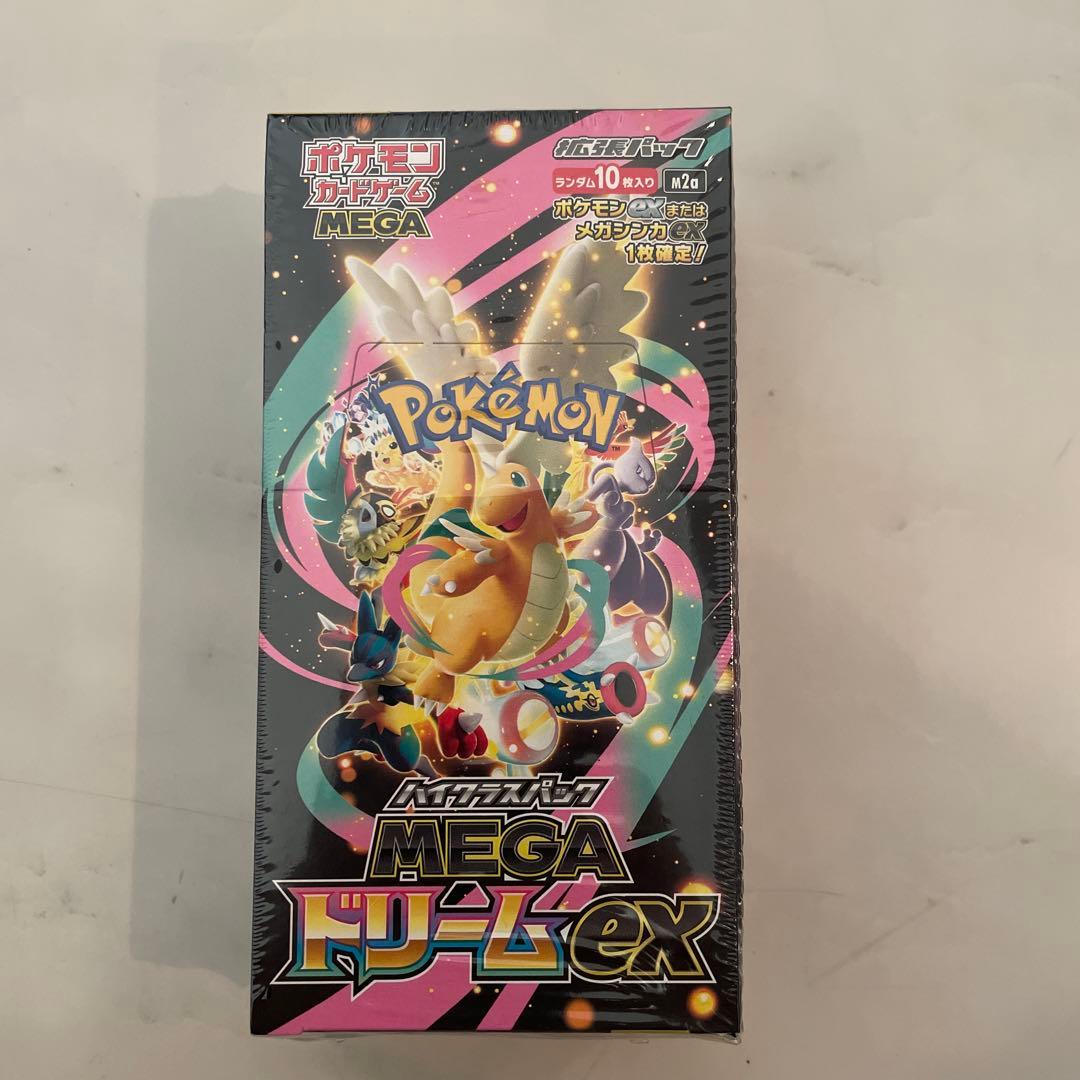 ポケモン
カードゲーム™
MEGA
拡張パック
ランダム10枚入り M2a
ポケモンexまたは
メガシンカex
1枚確定!
POKéMON™
ハイクラスパック
MEGA
ドリームex